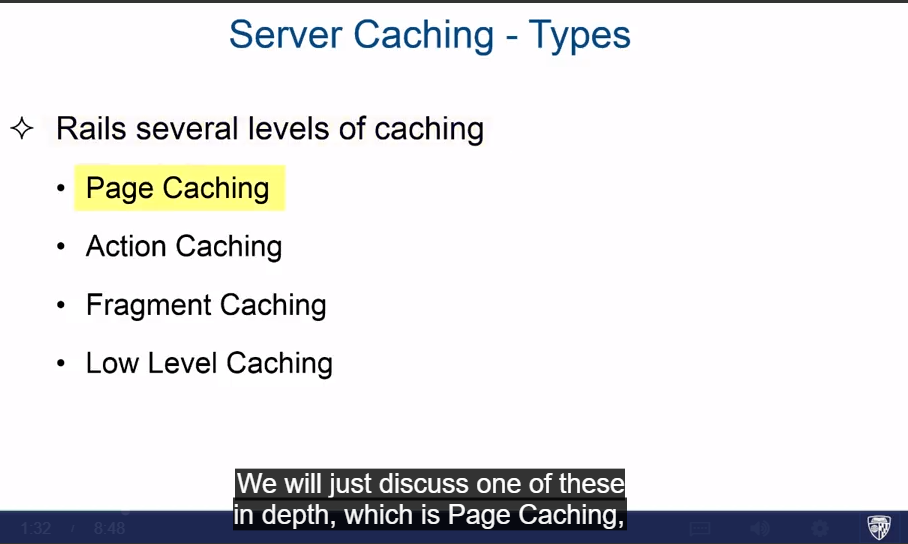 Server Caching - Types
Rails several levels of caching
• Page Caching
• Action Caching
• Fragment Caching
• Low Level Caching
We will just discuss one of these
in depth, which is Page Caching,
1:32 / 8:48